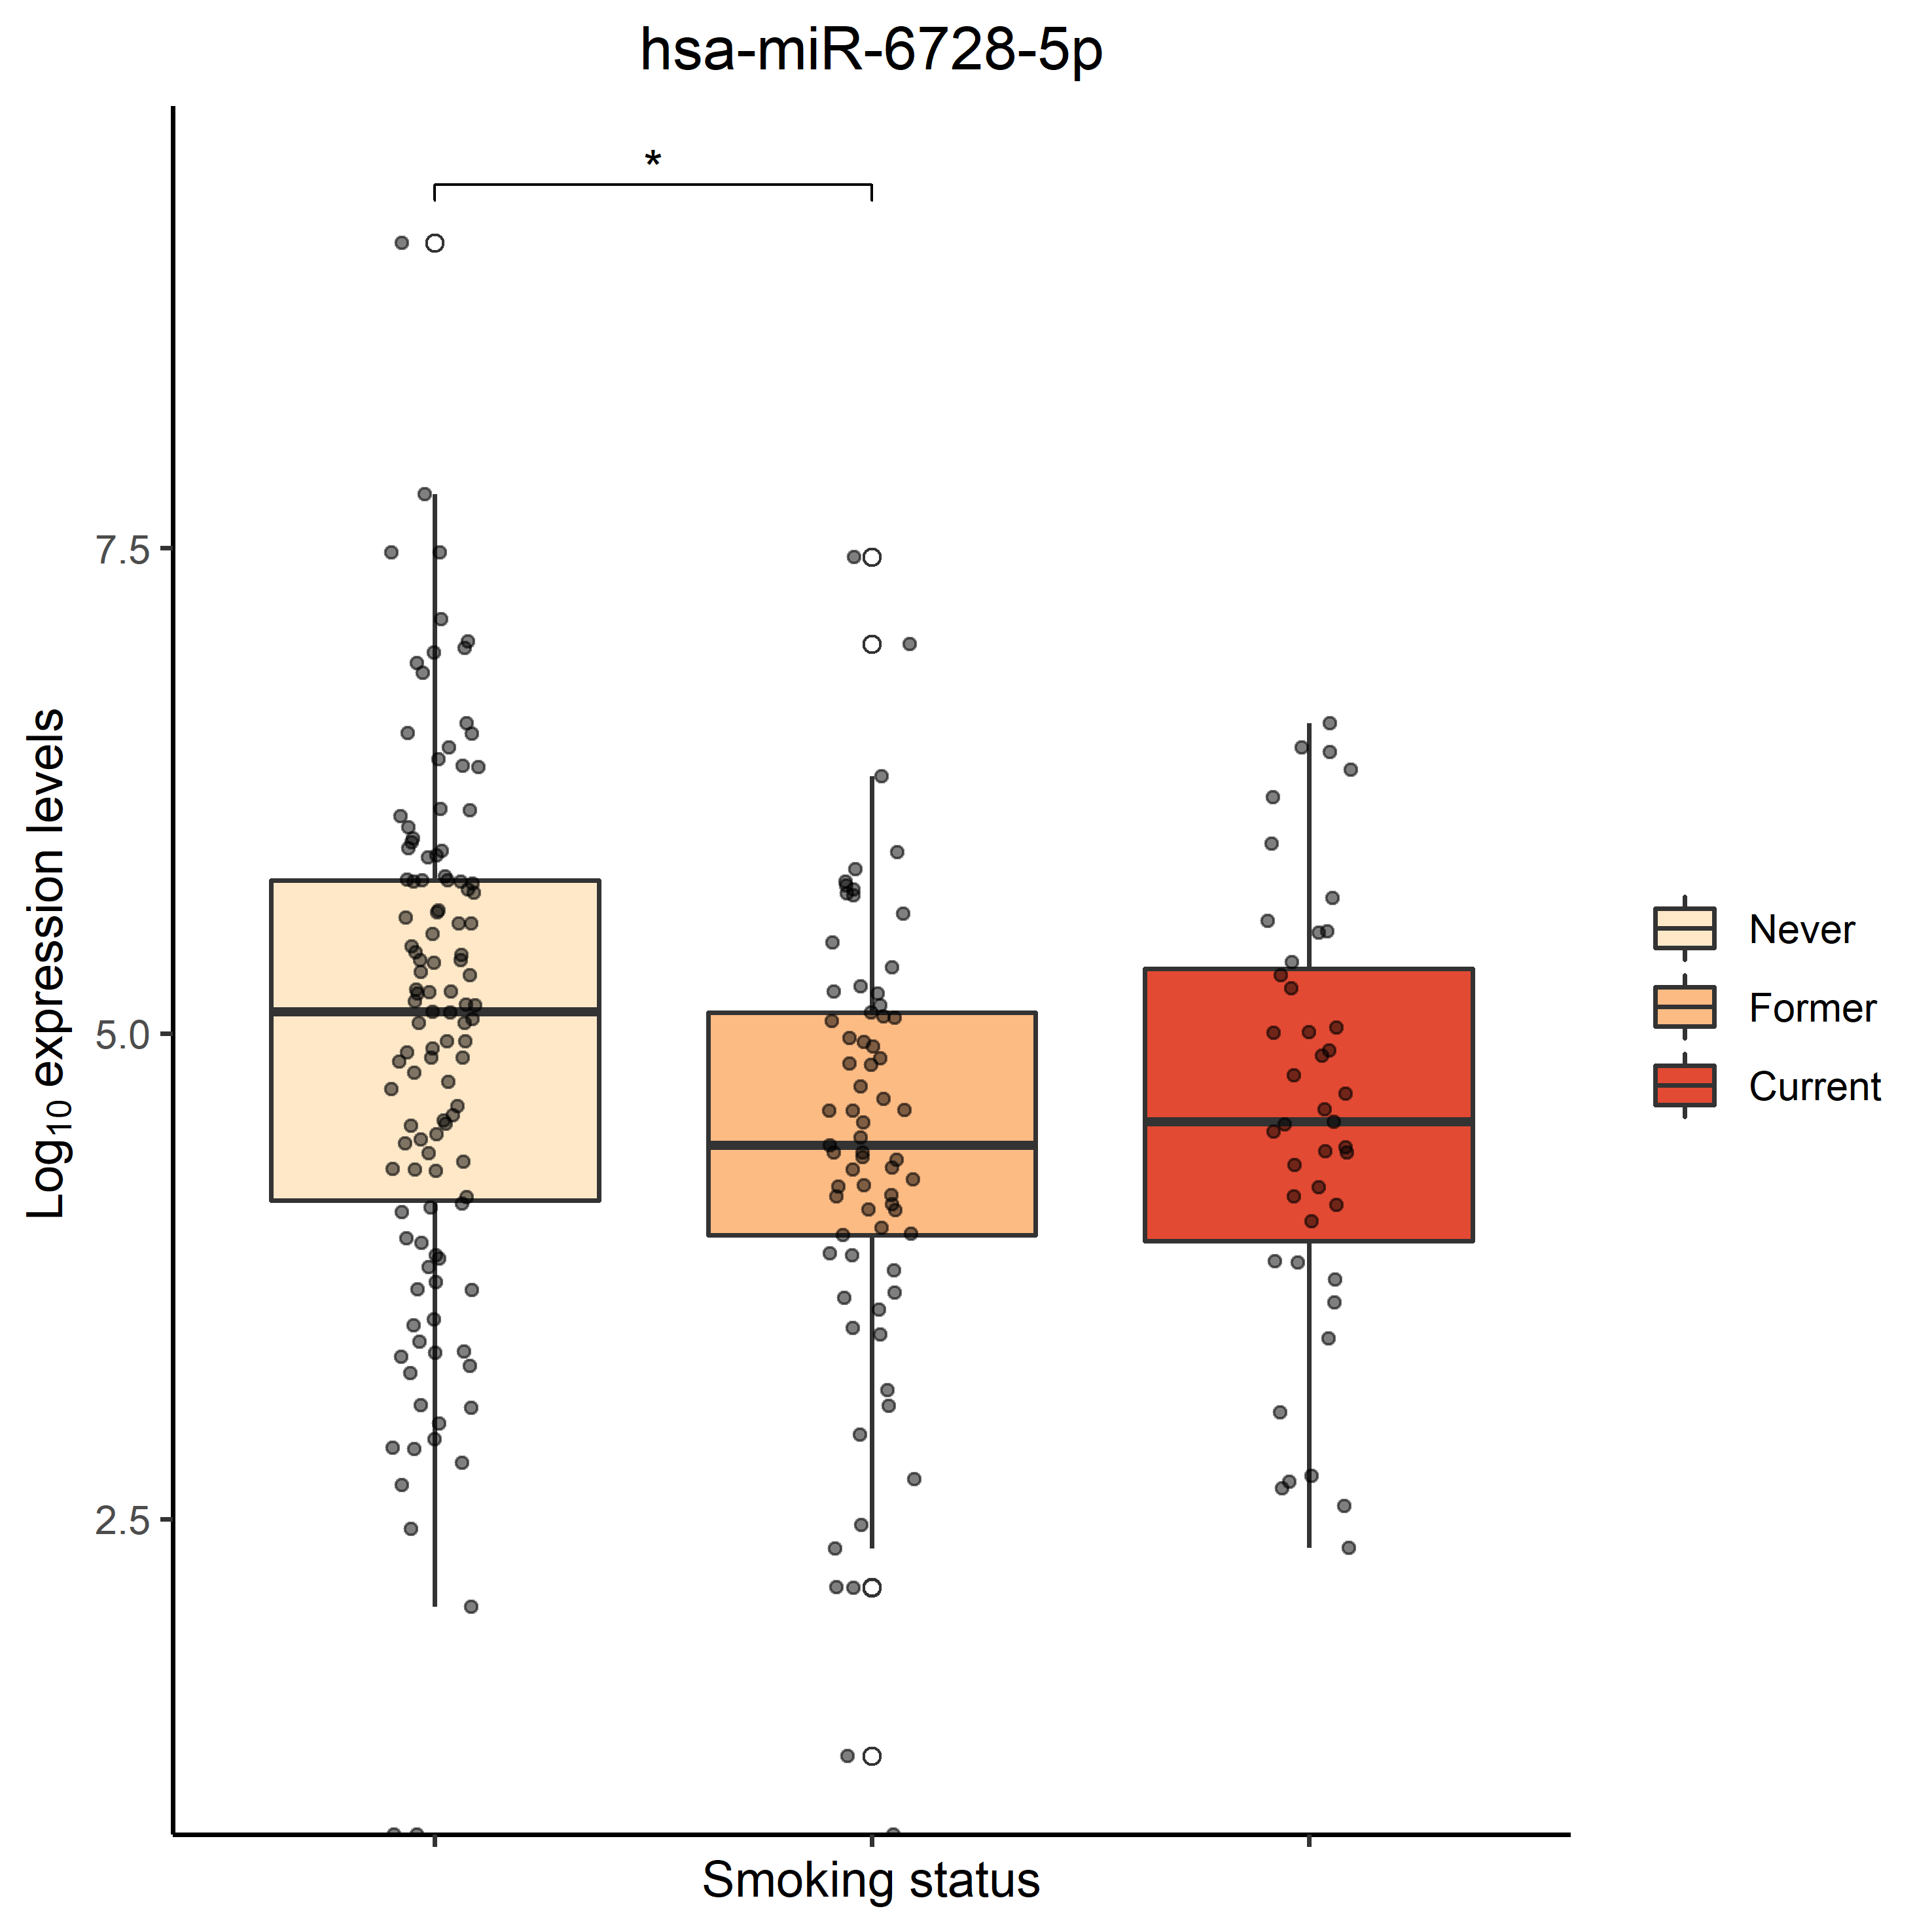 hsa-miR-6728-5p
*
7.5
5.0
2.5
Log₁₀ expression levels
Smoking status
Never
Former
Current